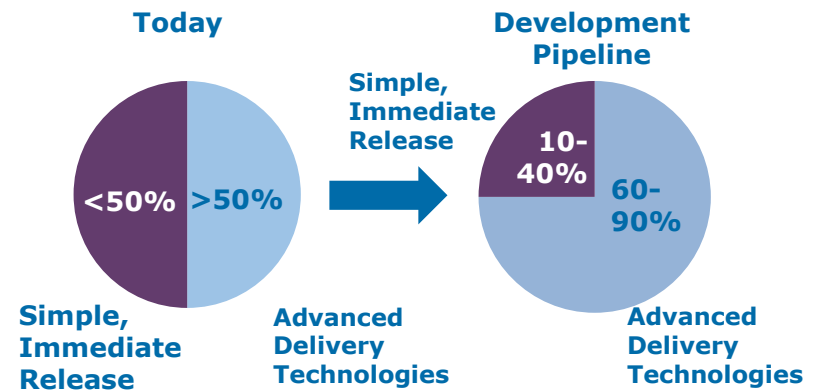 Today
<50%
>50%
Simple,
Immediate
Release
Advanced
Delivery
Technologies
Simple,
Immediate
Release
Development
Pipeline
10-
40%
60-
90%
Advanced
Delivery
Technologies